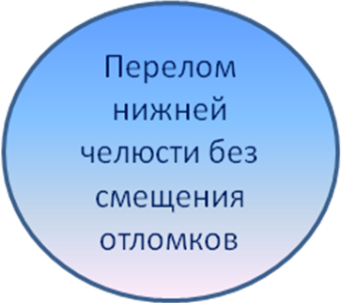 Перелом
нижней
челюсти без
смещения
отломков